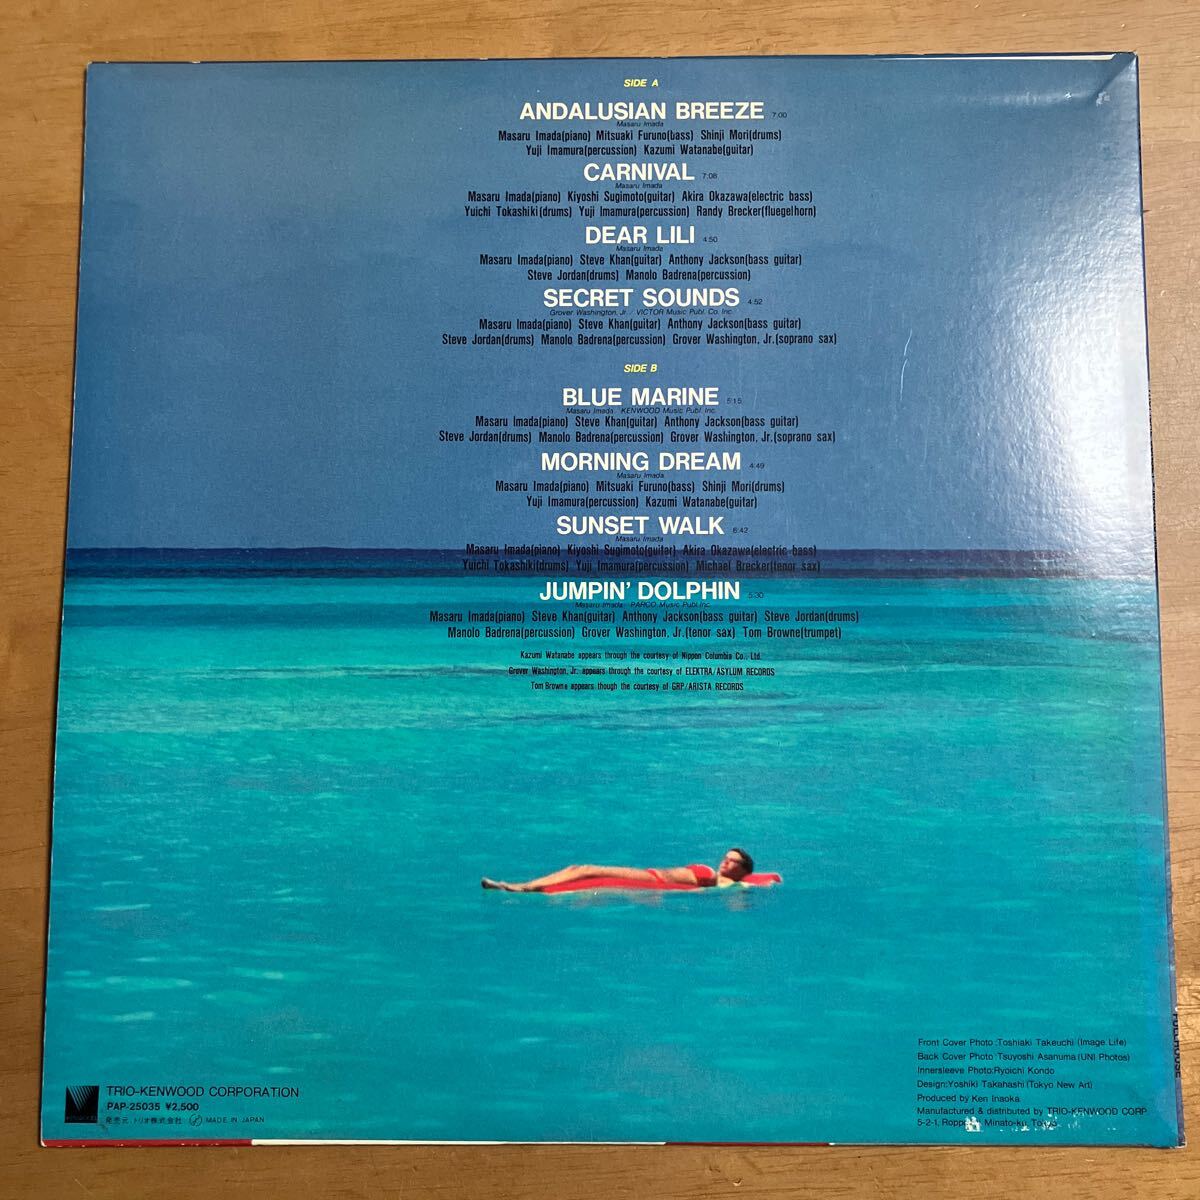 SIDE A
ANDALUSIAN BREEZE 7:00
Masaru Imada
Masaru Imada(piano) Mitsuaki Furuno(bass) Shinji Mori(drums)
Yuji Imamura(percussion) Kazumi Watanabe(guitar)
CARNIVAL 7:08
Masaru Imada
Masaru Imada(piano) Kiyoshi Sugimoto(guitar) Akira Okazawa(electric bass)
Yuichi Tokashiki(drums) Yuji Imamura(percussion) Randy Brecker(fluegelhorn)
DEAR LILI 4:50
Masaru Imada
Masaru Imada(piano) Steve Khan(guitar) Anthony Jackson(bass guitar)
Steve Jordan(drums) Manolo Badrena(percussion)
SECRET SOUNDS 4:52
Grover Washington, Jr. / VICTOR Music Publ. Co. Inc.
Masaru Imada(piano) Steve Khan(guitar) Anthony Jackson(bass guitar)
Steve Jordan(drums) Manolo Badrena(percussion) Grover Washington, Jr.(soprano sax)
SIDE B
BLUE MARINE 5:15
Masaru Imada KENWOOD Music Publ. Inc.
Masaru Imada(piano) Steve Khan(guitar) Anthony Jackson(bass guitar)
Steve Jordan(drums) Manolo Badrena(percussion) Grover Washington, Jr.(soprano sax)
MORNING DREAM 4:49
Masaru Imada
Masaru Imada(piano) Mitsuaki Furuno(bass) Shinji Mori(drums)
Yuji Imamura(percussion) Kazumi Watanabe(guitar)
SUNSET WALK 6:42
Masaru Imada
Masaru Imada(piano) Kiyoshi Sugimoto(guitar) Akira Okazawa(electric bass)
Yuichi Tokashiki(drums) Yuji Imamura(percussion) Michael Brecker(tenor sax)
JUMPIN' DOLPHIN 5:30
Masaru Imada PARCO Music Publ. Inc.
Masaru Imada(piano) Steve Khan(guitar) Anthony Jackson(bass guitar) Steve Jordan(drums)
Manolo Badrena(percussion) Grover Washington, Jr.(tenor sax) Tom Browne(trumpet)
Kazumi Watanabe appears through the courtesy of Nippon Columbia Co., Ltd.
Grover Washington, Jr. appears through the courtesy of ELEKTRA/ASYLUM RECORDS
Tom Browne appears though the courtesy of GRP/ARISTA RECORDS
Front Cover Photo:Toshiaki Takeuchi (Image Life)
Back Cover Photo:Tsuyoshi Asanuma (UNI Photos)
Innersleeve Photo:Ryoichi Kondo
Design:Yoshiki Takahashi (Tokyo New Art)
Produced by Ken Inaoka
Manufactured & distributed by TRIO-KENWOOD CORP
5-2-1, Minato-ku,
KENWOOD
TRIO-KENWOOD CORPORATION
PAP-25035 ¥2,500
発売元 トリオ株式会社 MADE IN JAPAN